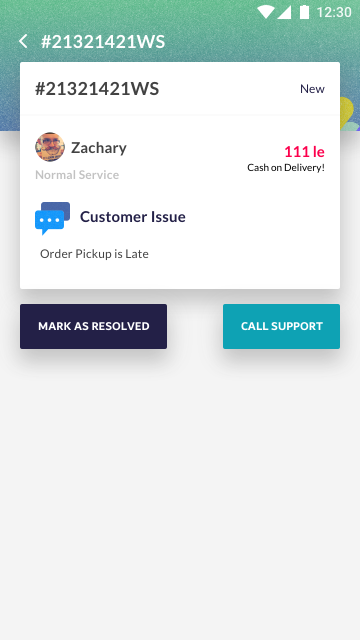 12:30
#21321421WS
#21321421WS
New
Zachary
111 le
Normal Service
Cash on Delivery!
Customer Issue
Order Pickup is Late
MARK AS RESOLVED
CALL SUPPORT